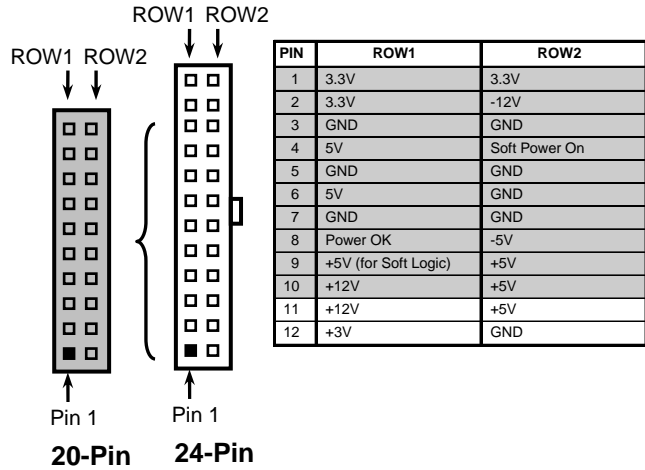 ROW1 ROW2
ROW1 ROW2
Pin 1
20-Pin
Pin 1
24-Pin
PIN ROW1 ROW2
1 3.3V 3.3V
2 3.3V -12V
3 GND GND
4 5V Soft Power On
5 GND GND
6 5V GND
7 GND GND
8 Power OK -5V
9 +5V (for Soft Logic) +5V
10 +12V +5V
11 +12V +5V
12 +3V GND